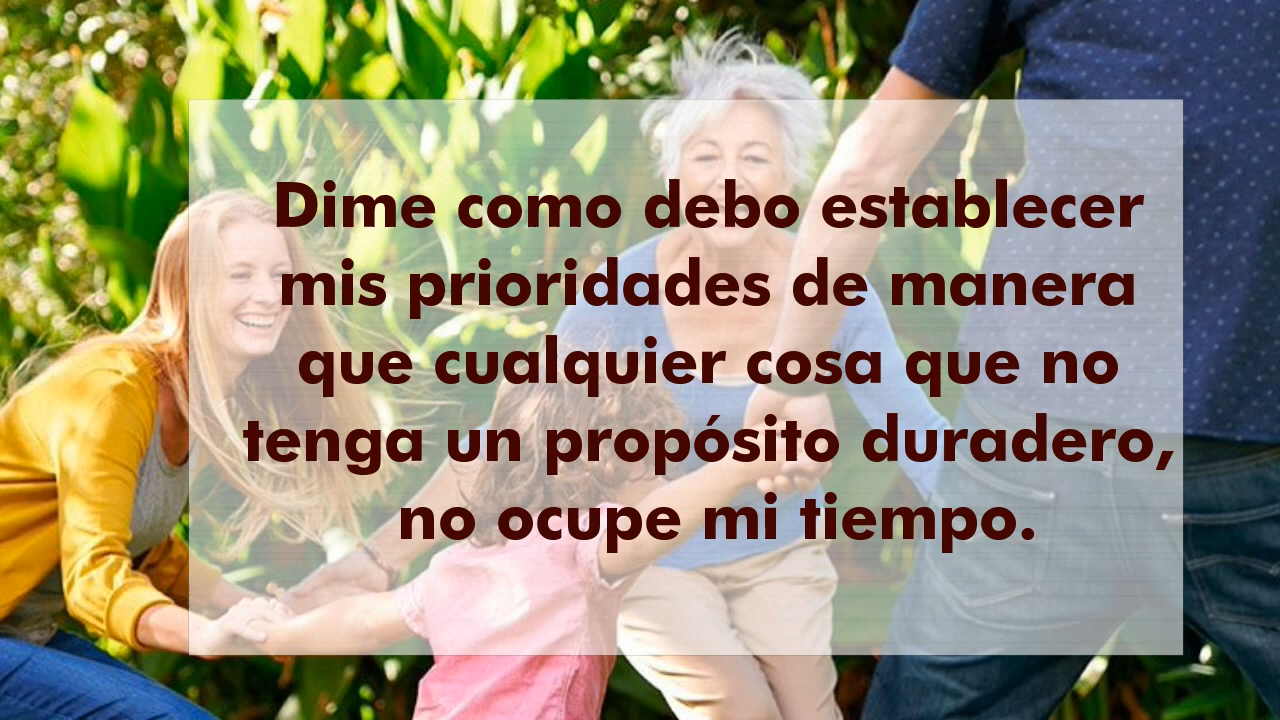 Dime como debo establecer
mis prioridades de manera
que cualquier cosa que no
tenga un propósito duradero,
no ocupe mi tiempo.